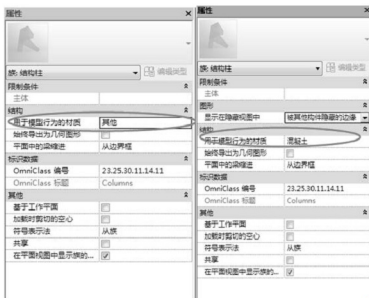 属性
族: 结构柱
编辑类型
限制条件
主体
结构
用于模型行为的材质 其他
始终导出为几何图形
平面中的梁缩进 从边界框
标识数据
OmniClass 编号 23.25.30.11.14.11
OmniClass 标题 Columns
其他
基于工作平面
加载时剪切的空心
符号表示法 从族
共享
在平面视图中显示族的...
属性
族: 结构柱
编辑类型
限制条件
主体
图形
显示在隐藏视图中 被其他构件隐藏的边缘
结构
用于模型行为的材质 混凝土
始终导出为几何图形
平面中的梁缩进 从边界框
标识数据
OmniClass 编号 23.25.30.11.14.11
OmniClass 标题 Columns
其他
基于工作平面
加载时剪切的空心
符号表示法 从族
共享
在平面视图中显示族的...